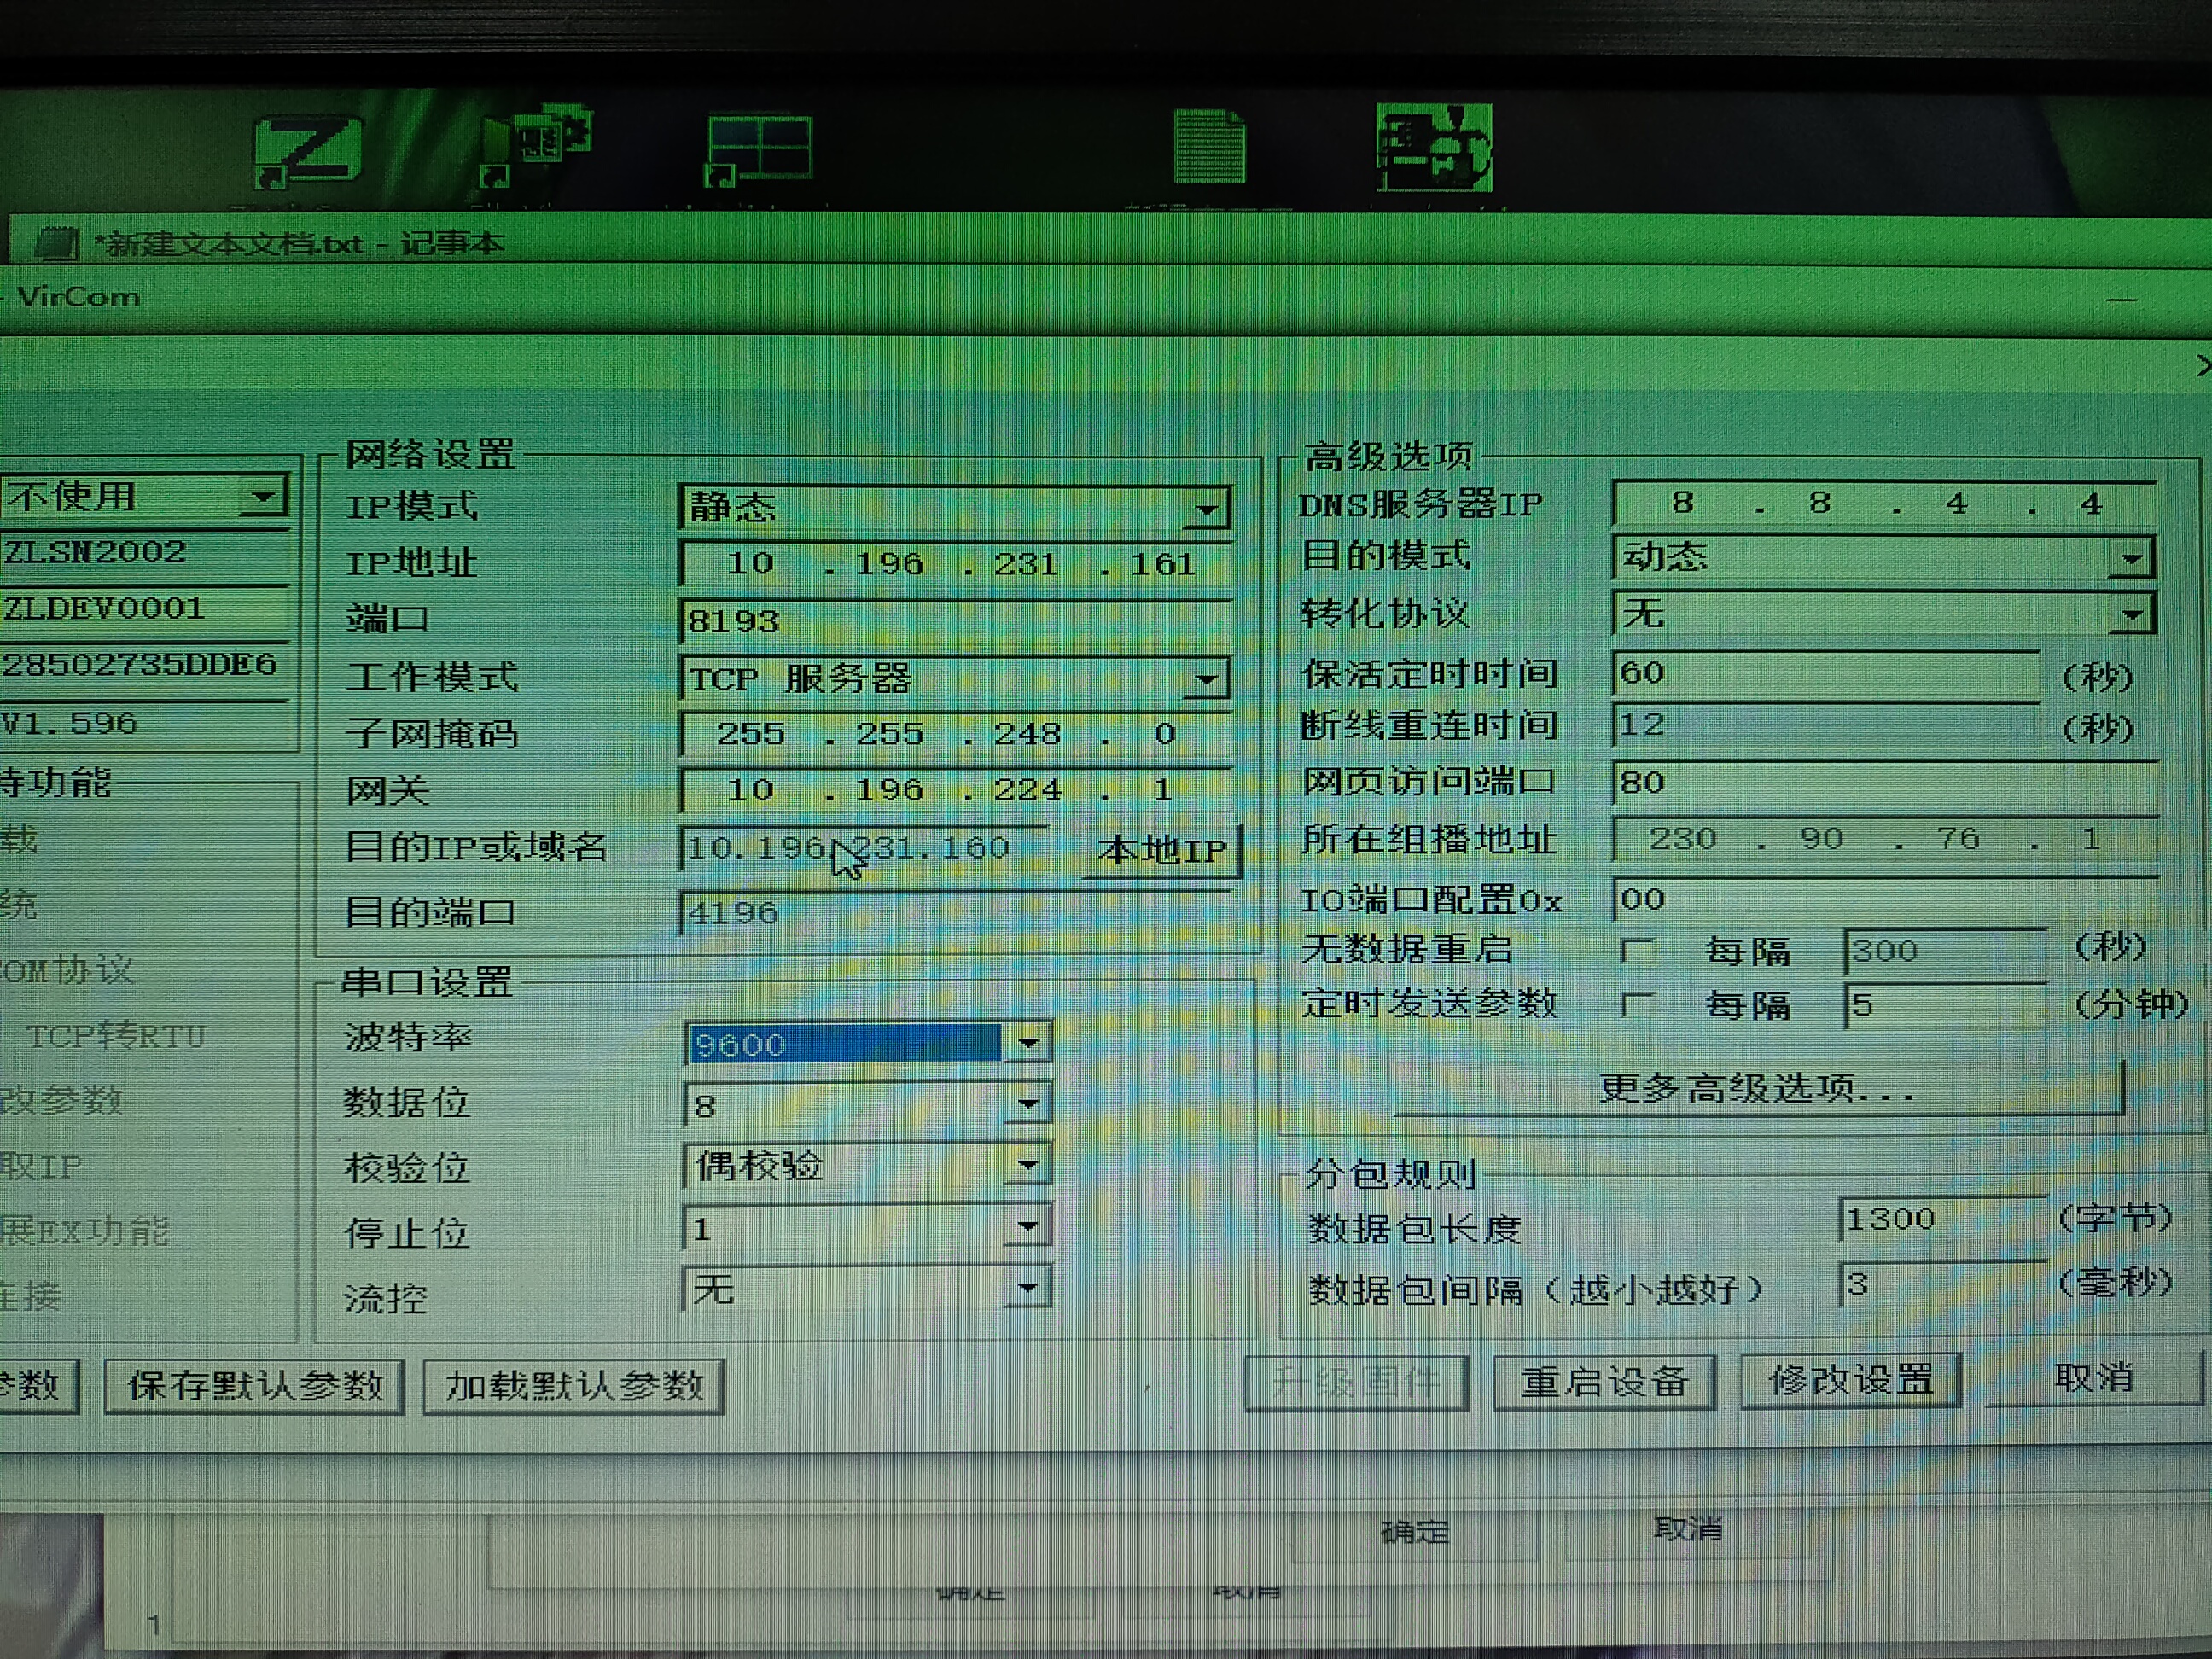 *新建文本文档.txt - 记事本
- VirCom
不使用
ZLSN2002
ZLDEV0001
28502735DDE6
V1.596
持功能
载
统
COM协议
TCP转RTU
改参数
取IP
展EX功能
连接
网络设置
IP模式 静态
IP地址 10 . 196 . 231 . 161
端口 8193
工作模式 TCP 服务器
子网掩码 255 . 255 . 248 . 0
网关 10 . 196 . 224 . 1
目的IP或域名 10.196.231.160 本地IP
目的端口 4196
串口设置
波特率 9600
数据位 8
校验位 偶校验
停止位 1
流控 无
高级选项
DNS服务器IP 8 . 8 . 4 . 4
目的模式 动态
转化协议 无
保活定时时间 60 (秒)
断线重连时间 12 (秒)
网页访问端口 80
所在组播地址 230 . 90 . 76 . 1
IO端口配置0x 00
无数据重启 每隔 300 (秒)
定时发送参数 每隔 5 (分钟)
更多高级选项...
分包规则
数据包长度 1300 (字节)
数据包间隔（越小越好） 3 (毫秒)
参数 保存默认参数 加载默认参数 升级固件 重启设备 修改设置 取消
确定 取消
确定 取消
1